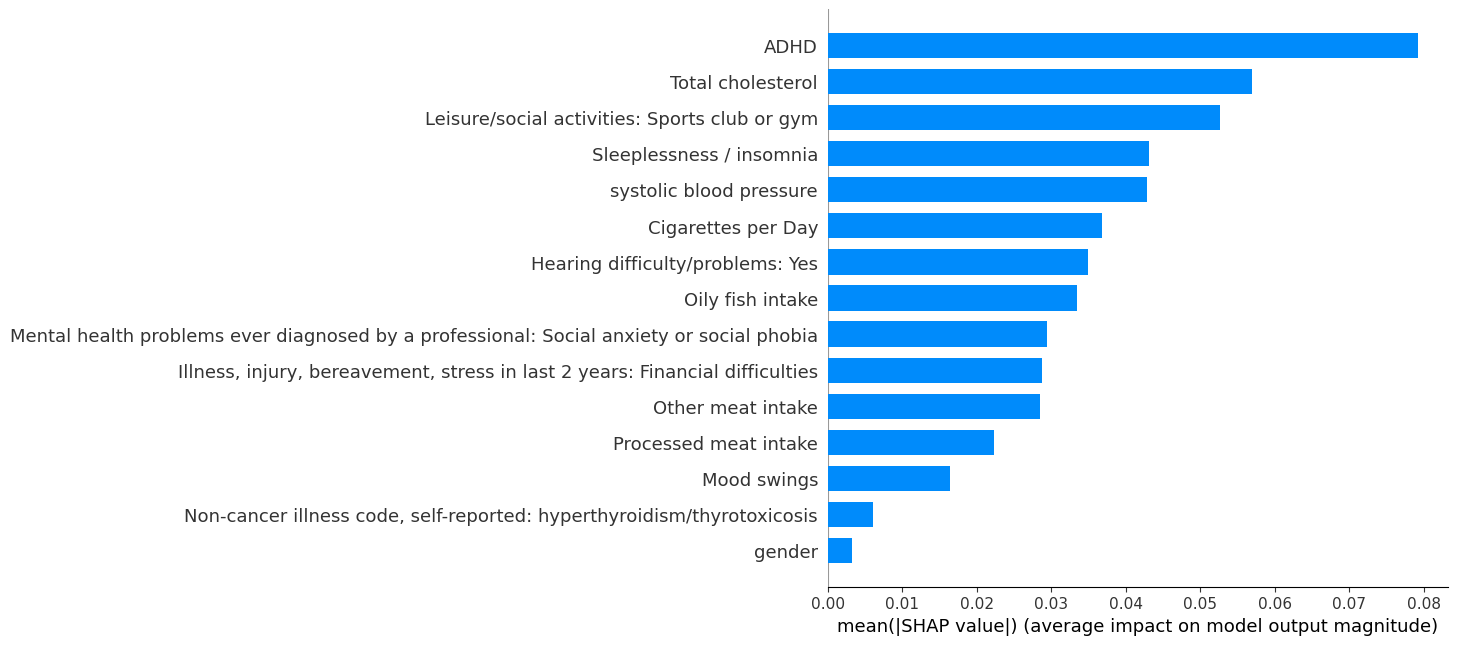 ADHD
Total cholesterol
Leisure/social activities: Sports club or gym
Sleeplessness / insomnia
systolic blood pressure
Cigarettes per Day
Hearing difficulty/problems: Yes
Oily fish intake
Mental health problems ever diagnosed by a professional: Social anxiety or social phobia
Illness, injury, bereavement, stress in last 2 years: Financial difficulties
Other meat intake
Processed meat intake
Mood swings
Non-cancer illness code, self-reported: hyperthyroidism/thyrotoxicosis
gender
0.00 0.01 0.02 0.03 0.04 0.05 0.06 0.07 0.08
mean(|SHAP value|) (average impact on model output magnitude)